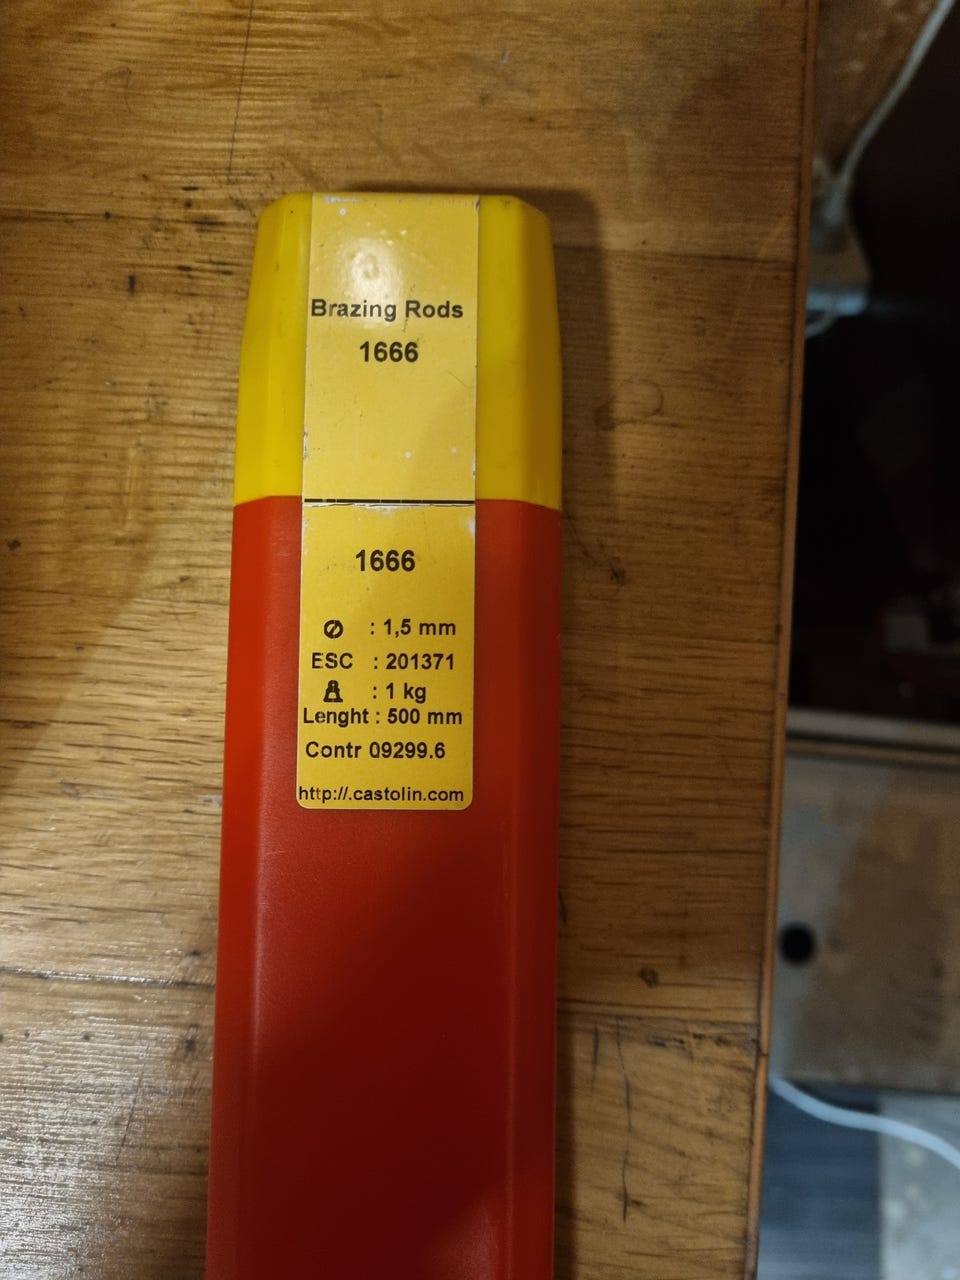 Brazing Rods
1666
1666
: 1,5 mm
ESC : 201371
: 1 kg
Lenght : 500 mm
Contr 09299.6
http://.castolin.com